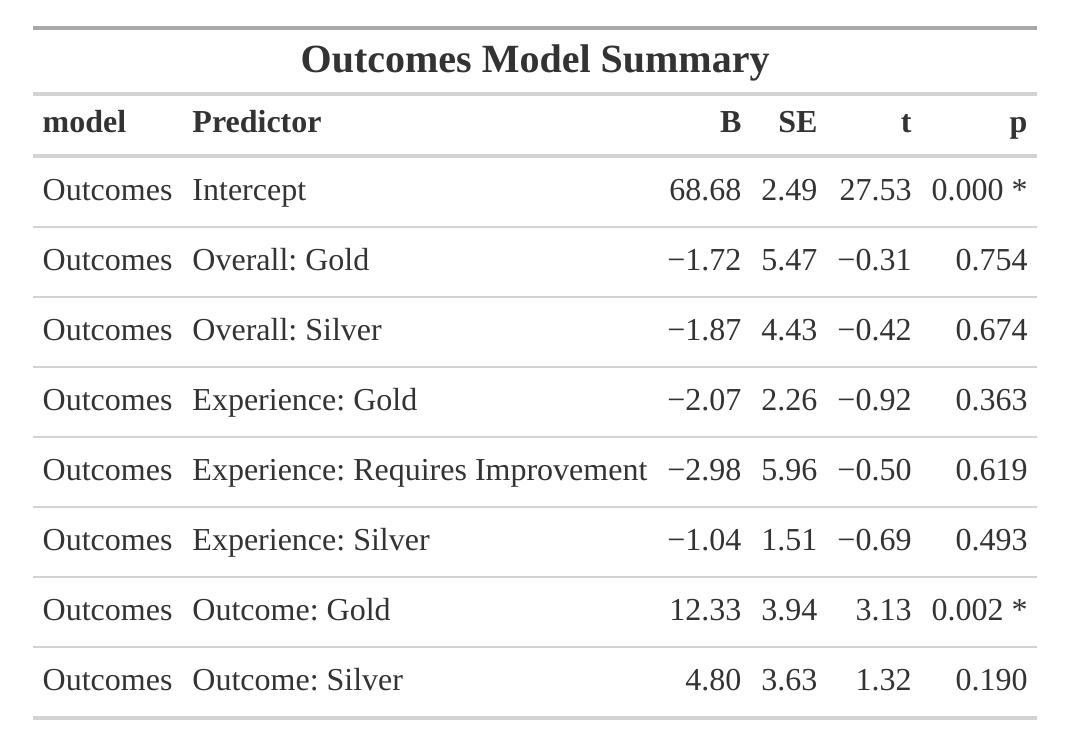 Outcomes Model Summary
model Predictor B SE t p
Outcomes Intercept 68.68 2.49 27.53 0.000 *
Outcomes Overall: Gold −1.72 5.47 −0.31 0.754
Outcomes Overall: Silver −1.87 4.43 −0.42 0.674
Outcomes Experience: Gold −2.07 2.26 −0.92 0.363
Outcomes Experience: Requires Improvement −2.98 5.96 −0.50 0.619
Outcomes Experience: Silver −1.04 1.51 −0.69 0.493
Outcomes Outcome: Gold 12.33 3.94 3.13 0.002 *
Outcomes Outcome: Silver 4.80 3.63 1.32 0.190